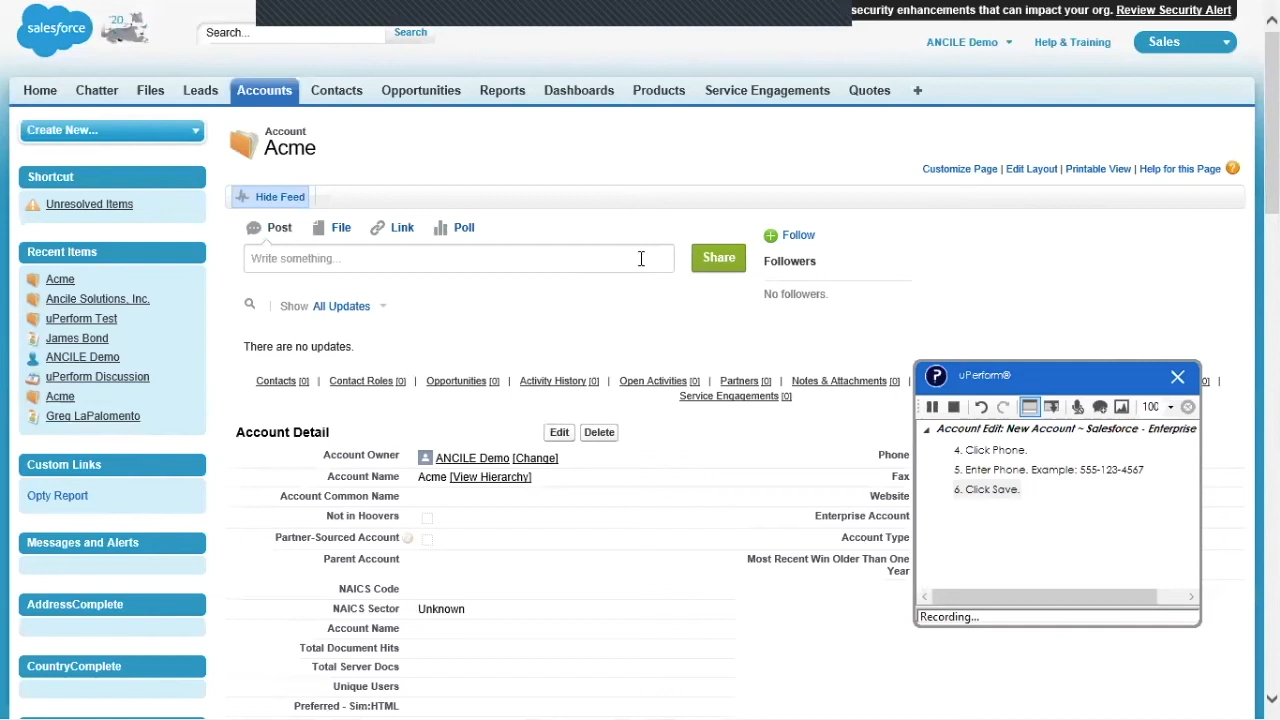 salesforce
20
Search...
Search
security enhancements that can impact your org. Review Security Alert
ANCILE Demo
Help & Training
Sales
Home
Chatter
Files
Leads
Accounts
Contacts
Opportunities
Reports
Dashboards
Products
Service Engagements
Quotes
+
Create New...
Account
Acme
Customize Page | Edit Layout | Printable View | Help for this Page ?
Shortcut
Unresolved Items
Hide Feed
Post
File
Link
Poll
Write something...
Share
Follow
Followers
No followers.
Show All Updates
There are no updates.
Recent Items
Acme
Ancile Solutions, Inc.
uPerform Test
James Bond
ANCILE Demo
uPerform Discussion
Acme
Greg LaPalomento
Custom Links
Opty Report
Messages and Alerts
AddressComplete
CountryComplete
Contacts [0] | Contact Roles [0] | Opportunities [0] | Activity History [0] | Open Activities [0] | Partners [0] | Notes & Attachments [0] |
0] |
Service Engagements [0]
Account Detail
Edit
Delete
Account Owner
ANCILE Demo [Change]
Account Name
Acme [View Hierarchy]
Account Common Name
Not in Hoovers
Partner-Sourced Account
Parent Account
NAICS Code
NAICS Sector
Unknown
Account Name
Total Document Hits
Total Server Docs
Unique Users
Preferred - Sim:HTML
Phone
Fax
Website
Enterprise Account
Account Type
Most Recent Win Older Than One
Year
uPerform®
100
Account Edit: New Account ~ Salesforce - Enterprise
4. Click Phone.
5. Enter Phone. Example: 555-123-4567
6. Click Save.
Recording...